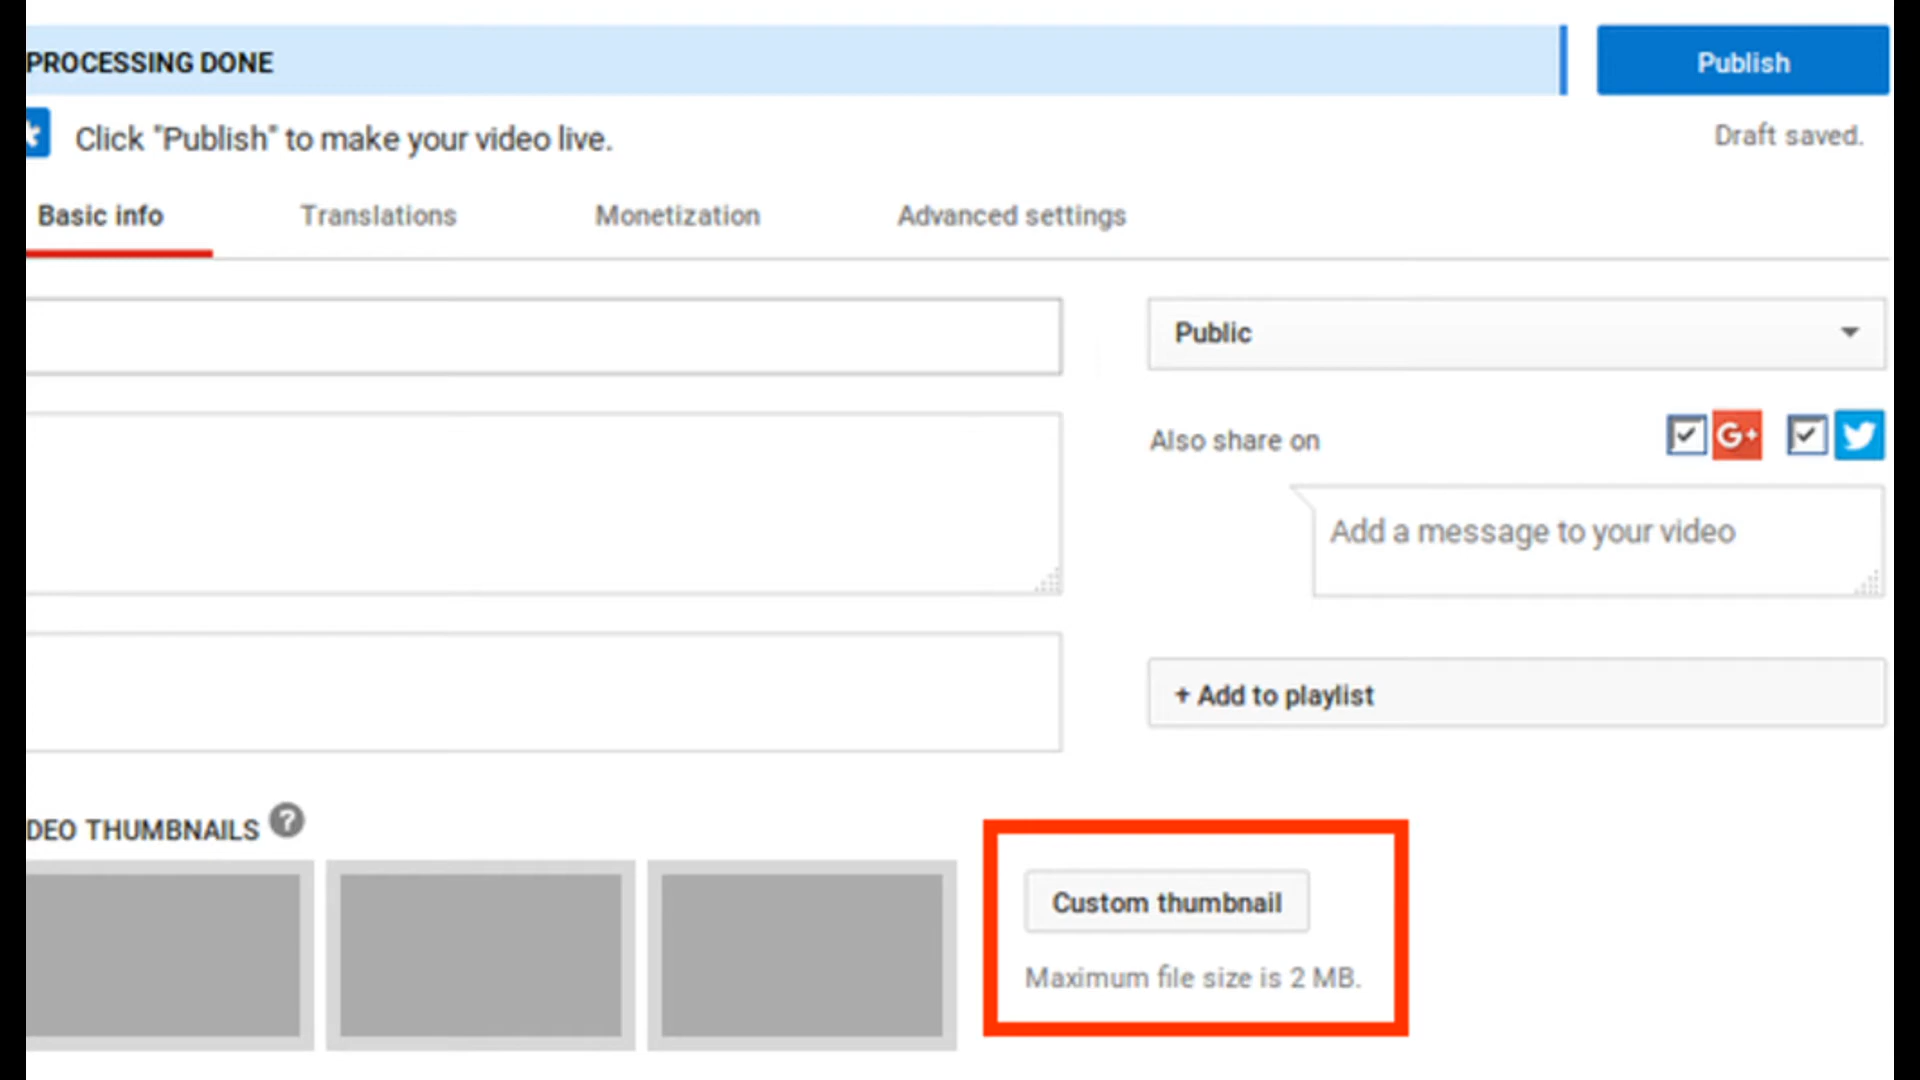 PROCESSING DONE
Publish
Click "Publish" to make your video live.
Draft saved.
Basic info
Translations
Monetization
Advanced settings
Public
Also share on
G+
Add a message to your video
+ Add to playlist
DEO THUMBNAILS ?
Custom thumbnail
Maximum file size is 2 MB.